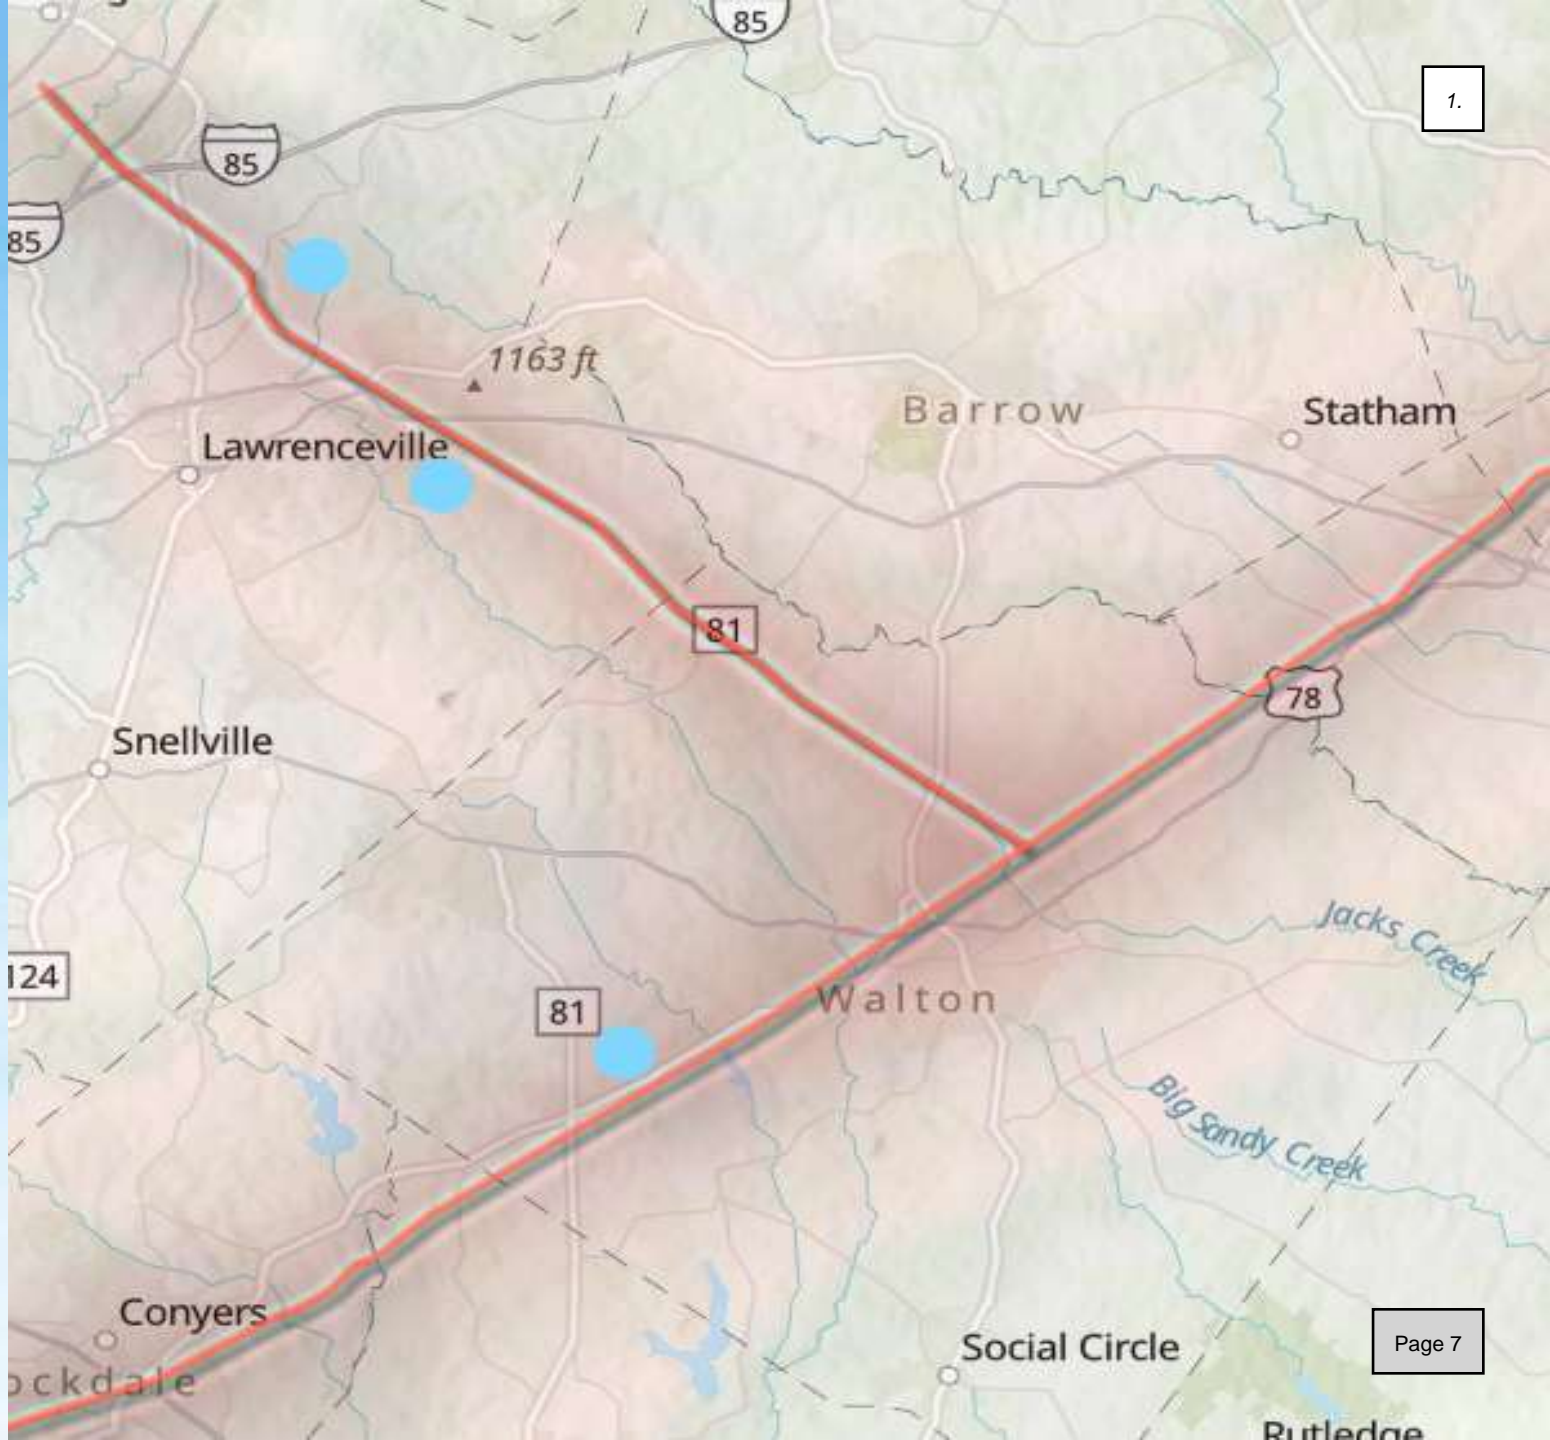 85
1.
85
85
1163 ft
Barrow
Statham
Lawrenceville
81
78
Snellville
Jacks Creek
124
Walton
81
Big Sandy Creek
Conyers
Social Circle
Page 7
ockdale
Rutledge